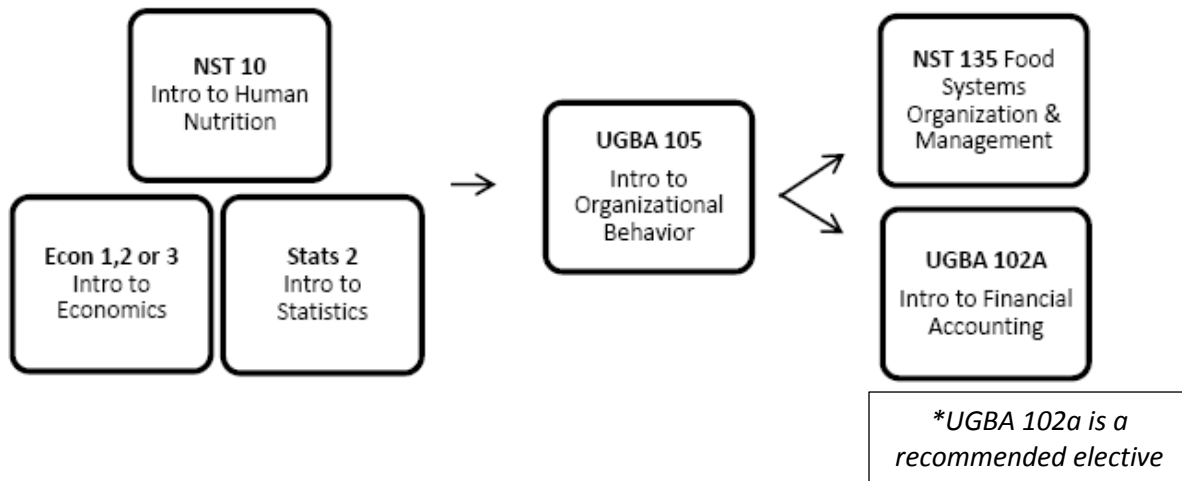 NST 10
Intro to Human
Nutrition
Econ 1,2 or 3
Intro to
Economics
Stats 2
Intro to
Statistics
UGBA 105
Intro to
Organizational
Behavior
NST 135 Food
Systems
Organization &
Management
UGBA 102A
Intro to Financial
Accounting
*UGBA 102a is a
recommended elective